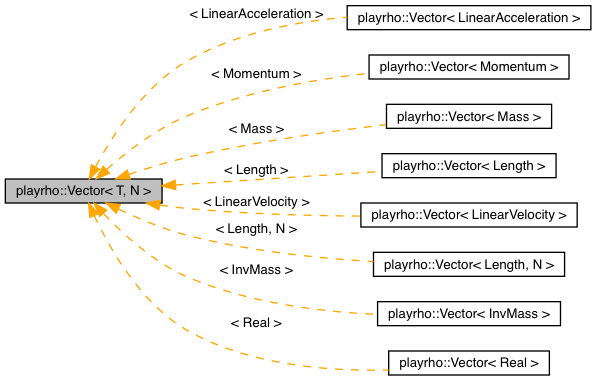 < LinearAcceleration >
playrho::Vector< LinearAcceleration >
< Momentum >
playrho::Vector< Momentum >
< Mass >
playrho::Vector< Mass >
< Length >
playrho::Vector< Length >
playrho::Vector< T, N >
< LinearVelocity >
playrho::Vector< LinearVelocity >
< Length, N >
playrho::Vector< Length, N >
< InvMass >
playrho::Vector< InvMass >
< Real >
playrho::Vector< Real >